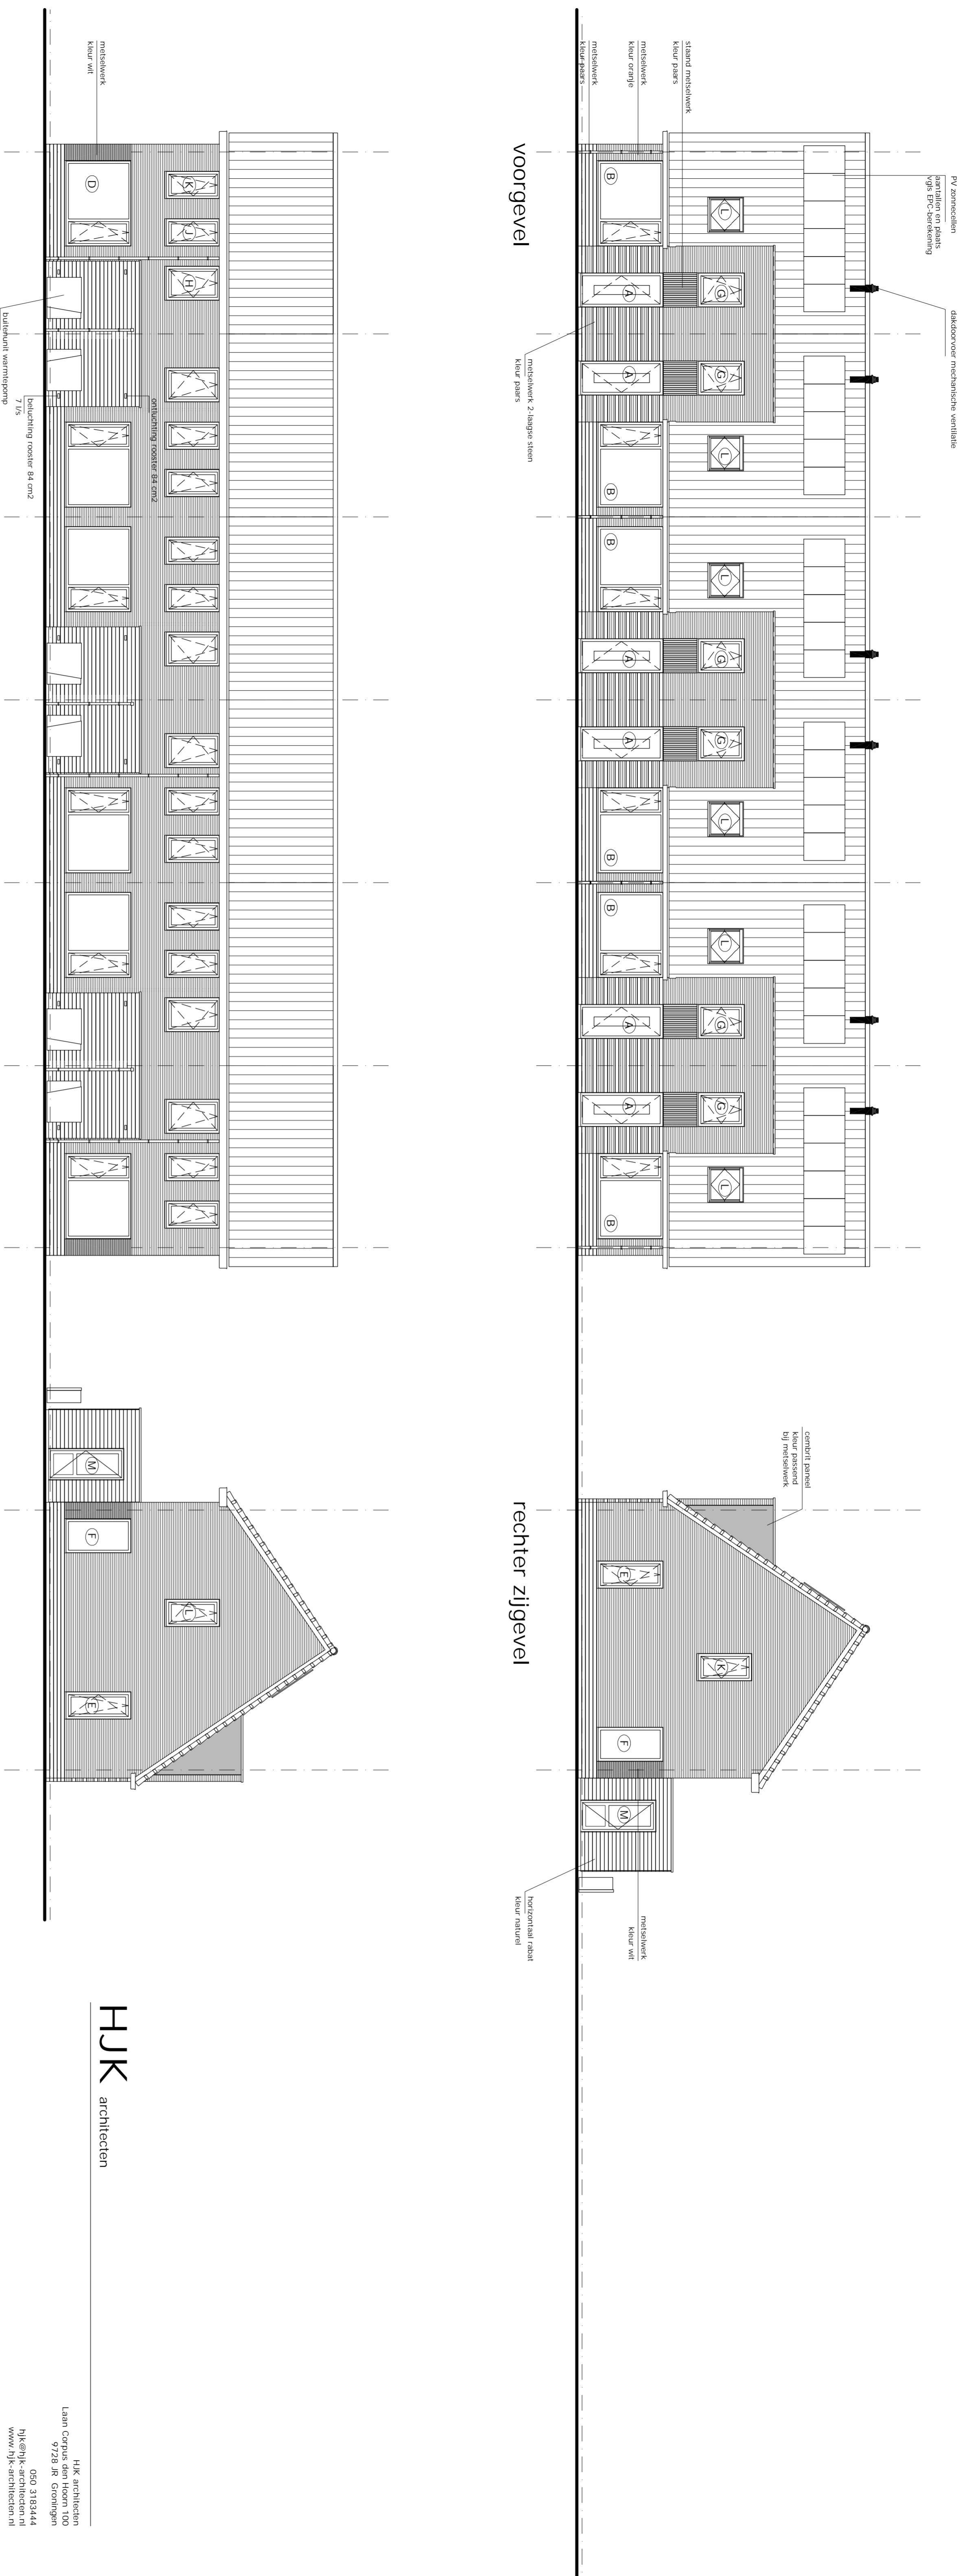 PV zonnecellen
aantallen en plaats
vgls EPC-berekening
dakdoorvoer mechanische ventilatie
staand metselwerk
kleur paars
metselwerk
kleur oranje
metselwerk
kleur paars
L
L
L
L
L
L
G
G
G
G
G
G
B
A
A
B
B
A
A
B
B
A
A
B
metselwerk 2-laagse steen
kleur paars
voorgevel
cembrit paneel
kleur passend
bij metselwerk
K
E
F
M
metselwerk
kleur wit
horizontaal rabat
kleur naturel
rechter zijgevel
metselwerk
kleur wit
K
J
H
D
ontluchting rooster 84 cm2
beluchting rooster 84 cm2
7 l/s
buitenunit warmtepomp
L
M
F
E
HJK architecten
HJK architecten
Laan Corpus den Hoorn 100
9728 JR Groningen
050 3183444
hjk@hjk-architecten.nl
www.hjk-architecten.nl